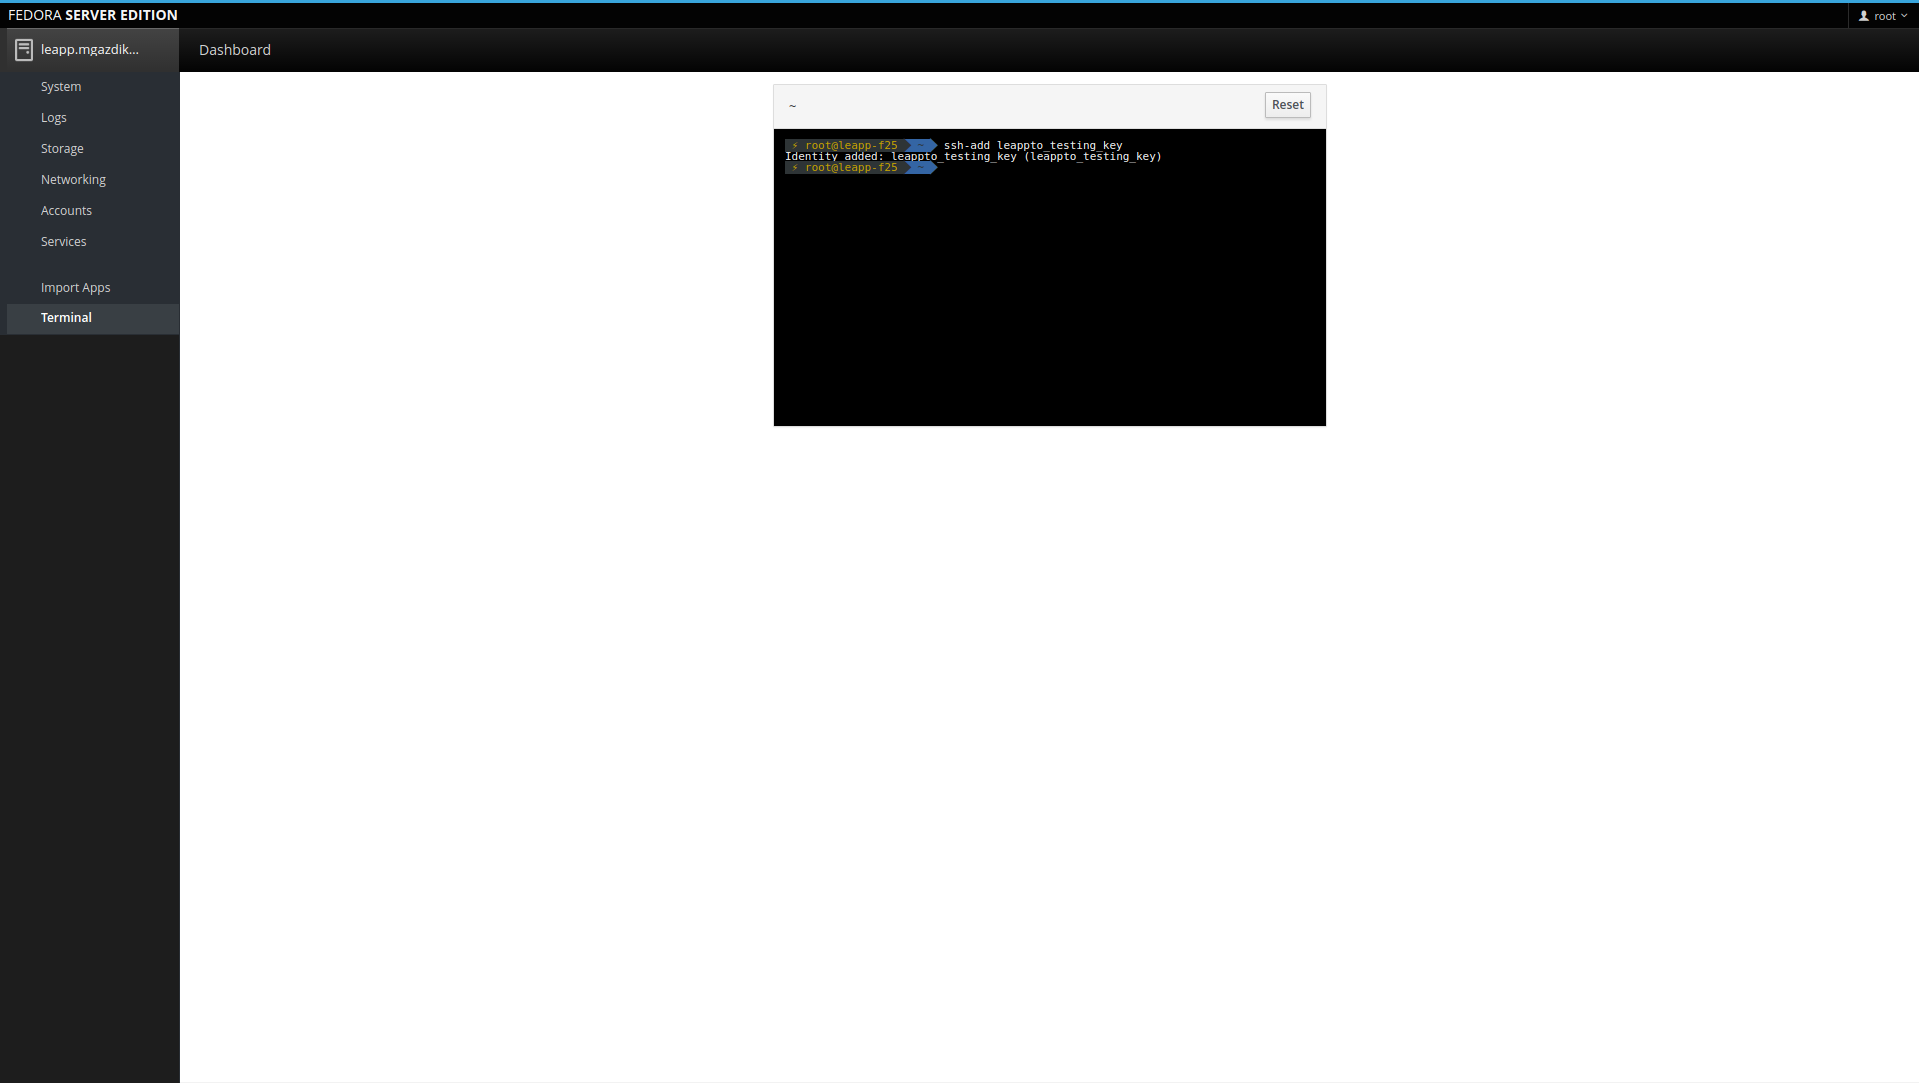 FEDORA SERVER EDITION
root
leapp.mgazdik...
Dashboard
System
Logs
Storage
Networking
Accounts
Services
Import Apps
Terminal
~
Reset
⚡ root@leapp-f25 ~ ssh-add leappto_testing_key
Identity added: leappto_testing_key (leappto_testing_key)
⚡ root@leapp-f25 ~